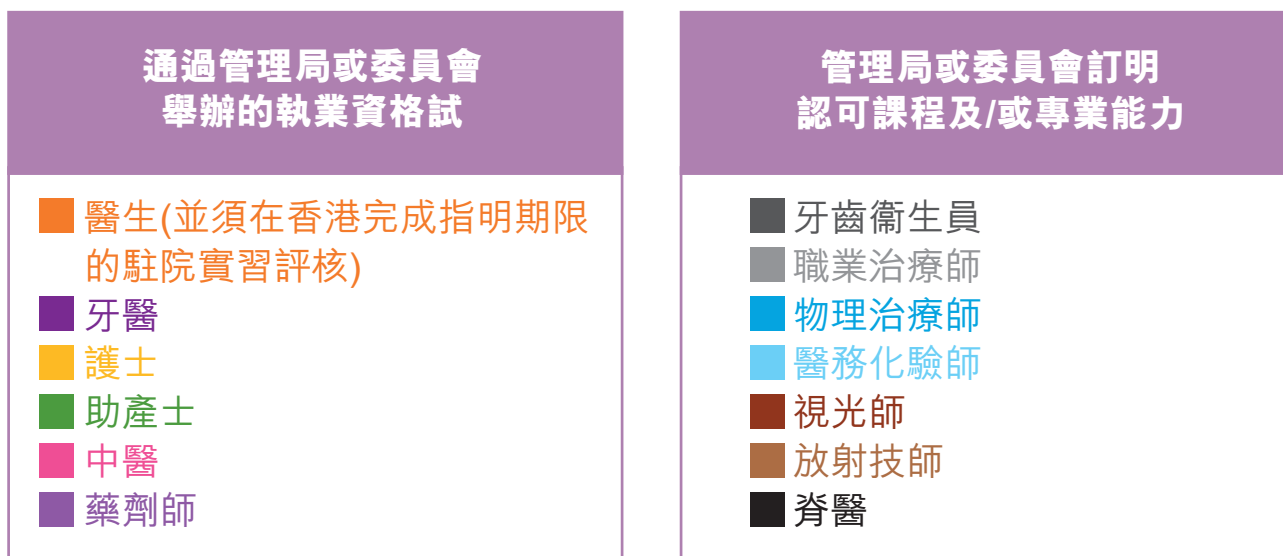 通過管理局或委員會
舉辦的執業資格試
醫生(並須在香港完成指明期限
的駐院實習評核)
牙醫
護士
助產士
中醫
藥劑師
管理局或委員會訂明
認可課程及/或專業能力
牙齒衞生員
職業治療師
物理治療師
醫務化驗師
視光師
放射技師
脊醫